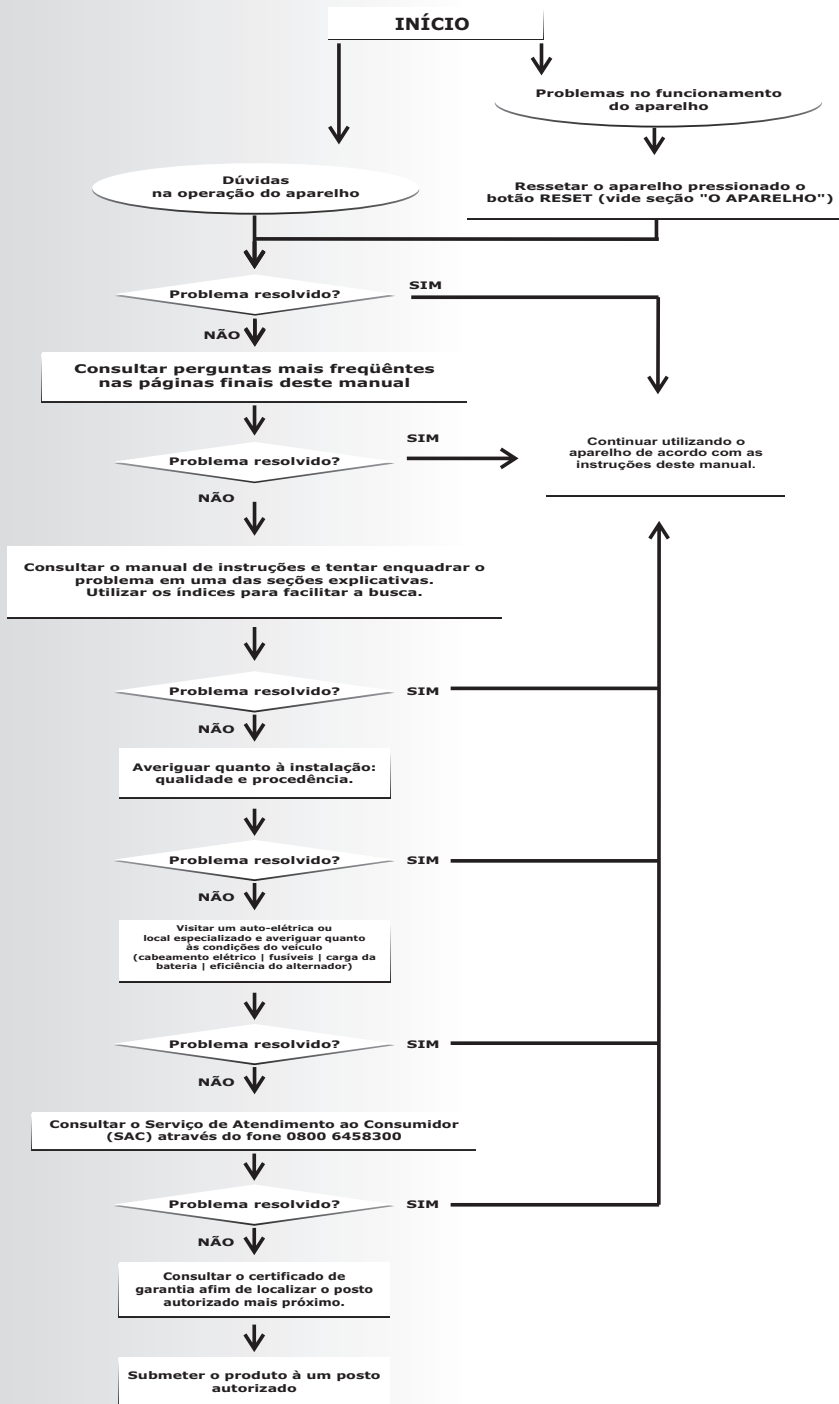 INÍCIO
Problemas no funcionamento
do aparelho
Dúvidas
na operação do aparelho
Ressetar o aparelho pressionado o
botão RESET (vide seção "O APARELHO")
Problema resolvido?
SIM
NÃO
Consultar perguntas mais freqüêntes
nas páginas finais deste manual
Problema resolvido?
SIM
Continuar utilizando o
aparelho de acordo com as
instruções deste manual.
NÃO
Consultar o manual de instruções e tentar enquadrar o
problema em uma das seções explicativas.
Utilizar os índices para facilitar a busca.
Problema resolvido?
SIM
NÃO
Averiguar quanto à instalação:
qualidade e procedência.
Problema resolvido?
SIM
NÃO
Visitar um auto-elétrica ou
local especializado e averiguar quanto
às condições do veículo
(cabeamento elétrico | fusíveis | carga da
bateria | eficiência do alternador)
Problema resolvido?
SIM
NÃO
Consultar o Serviço de Atendimento ao Consumidor
(SAC) através do fone 0800 6458300
Problema resolvido?
SIM
NÃO
Consultar o certificado de
garantia afim de localizar o posto
autorizado mais próximo.
Submeter o produto à um posto
autorizado